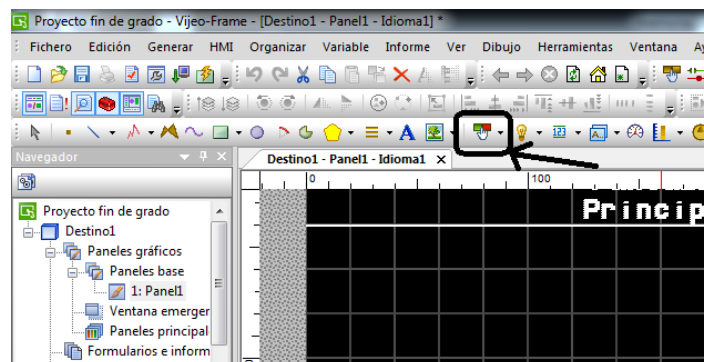 Proyecto fin de grado - Vijeo-Frame - [Destino1 - Panel1 - Idioma1] *
Fichero Edición Generar HMI Organizar Variable Informe Ver Dibujo Herramientas Ventana
A
123
Navegador
Destino1 - Panel1 - Idioma1 X
0 100
Proyecto fin de grado
Princip
Destino1
Paneles gráficos
Paneles base
1: Panel1
Ventana emerger
Paneles principal
Formularios e inform